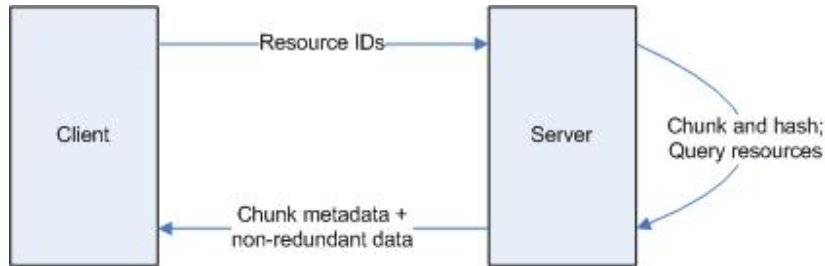 Resource IDs
Client
Server
Chunk and hash;
Query resources
Chunk metadata +
non-redundant data